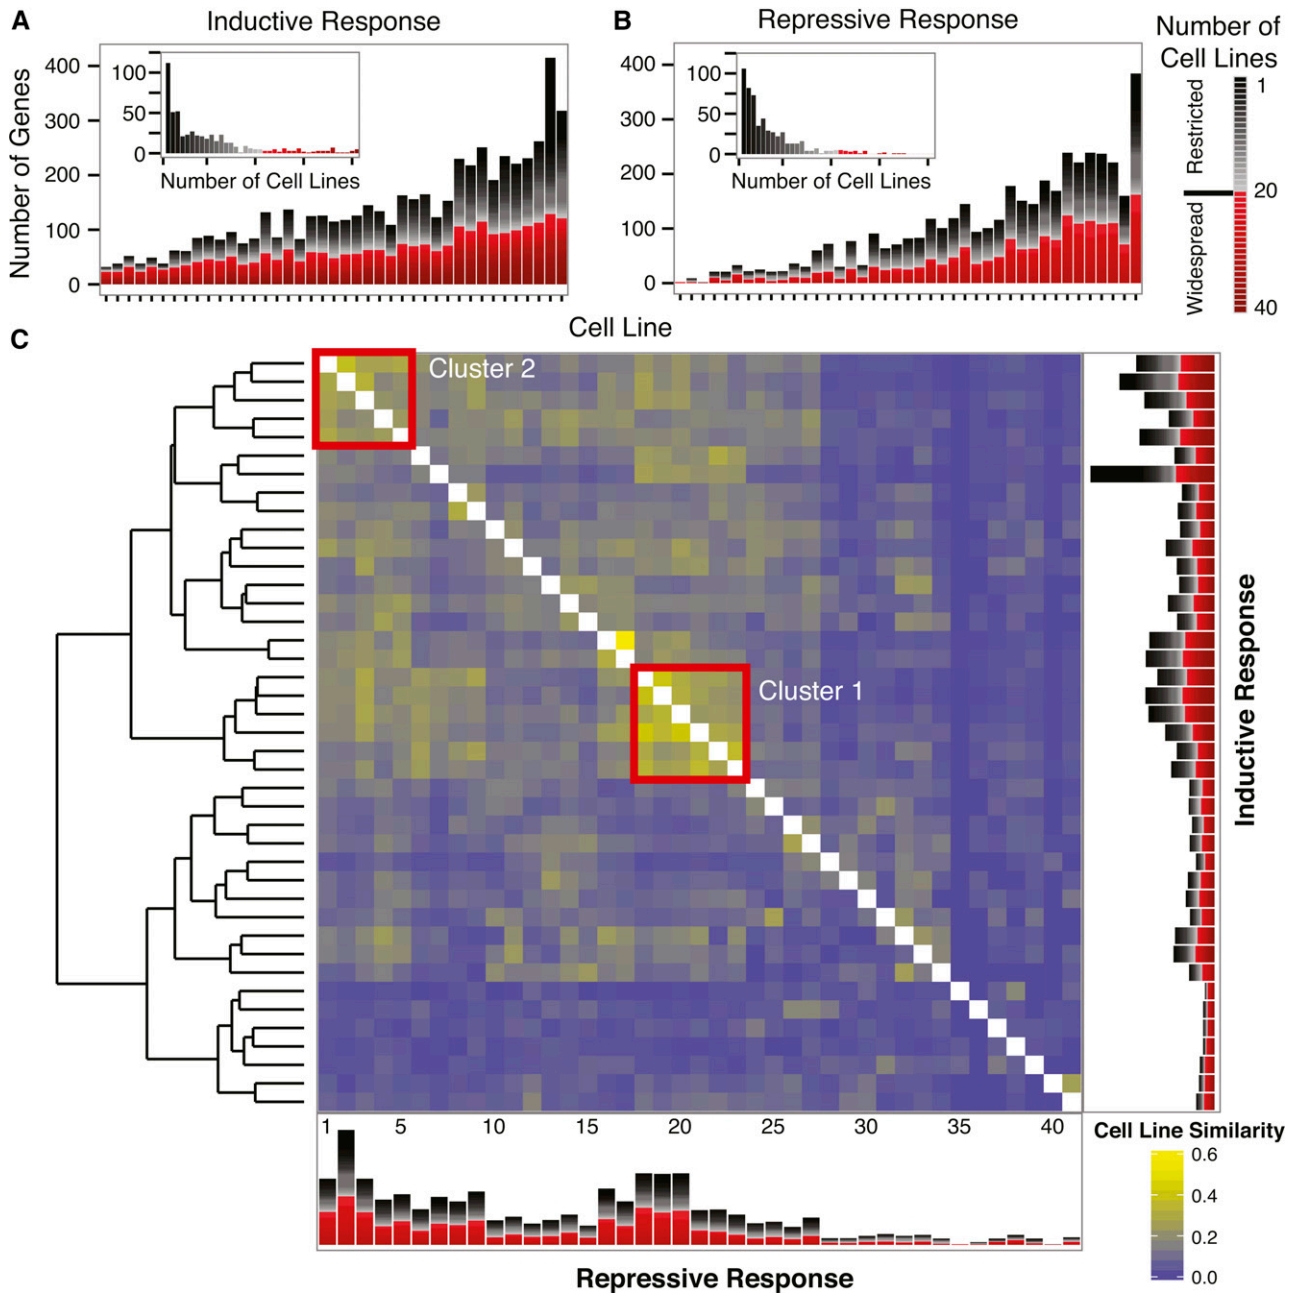 A
Inductive Response
Number of Genes
400
300
200
100
0
100
50
0
Number of Cell Lines
B
Repressive Response
400
300
200
100
0
100
50
0
Number of Cell Lines
Number of
Cell Lines
Restricted
Widespread
1
20
40
Cell Line
C
Cluster 2
Cluster 1
Inductive Response
1 5 10 15 20 25 30 35 40
Repressive Response
Cell Line Similarity
0.6
0.4
0.2
0.0